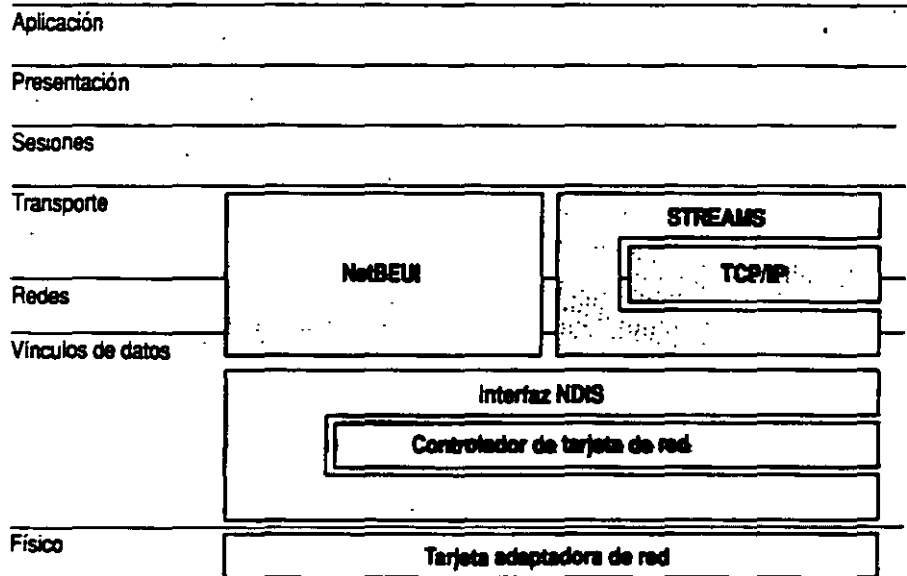 Aplicación
Presentación
Sesiones
Transporte
STREAMS
NetBEUI
TCP/IP
Redes
Vínculos de datos
Interfaz NDIS
Controlador de tarjeta de red
Físico
Tarjeta adaptadora de red